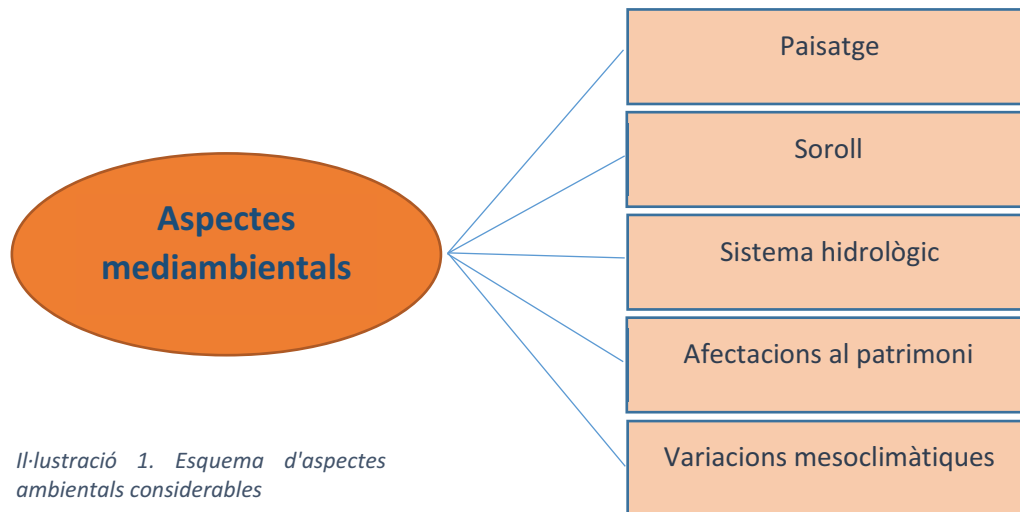 Paisatge
Soroll
Aspectes
mediambientals
Sistema hidrològic
Afectacions al patrimoni
Variacions mesoclimàtiques
Il·lustració 1. Esquema d'aspectes
ambientals considerables